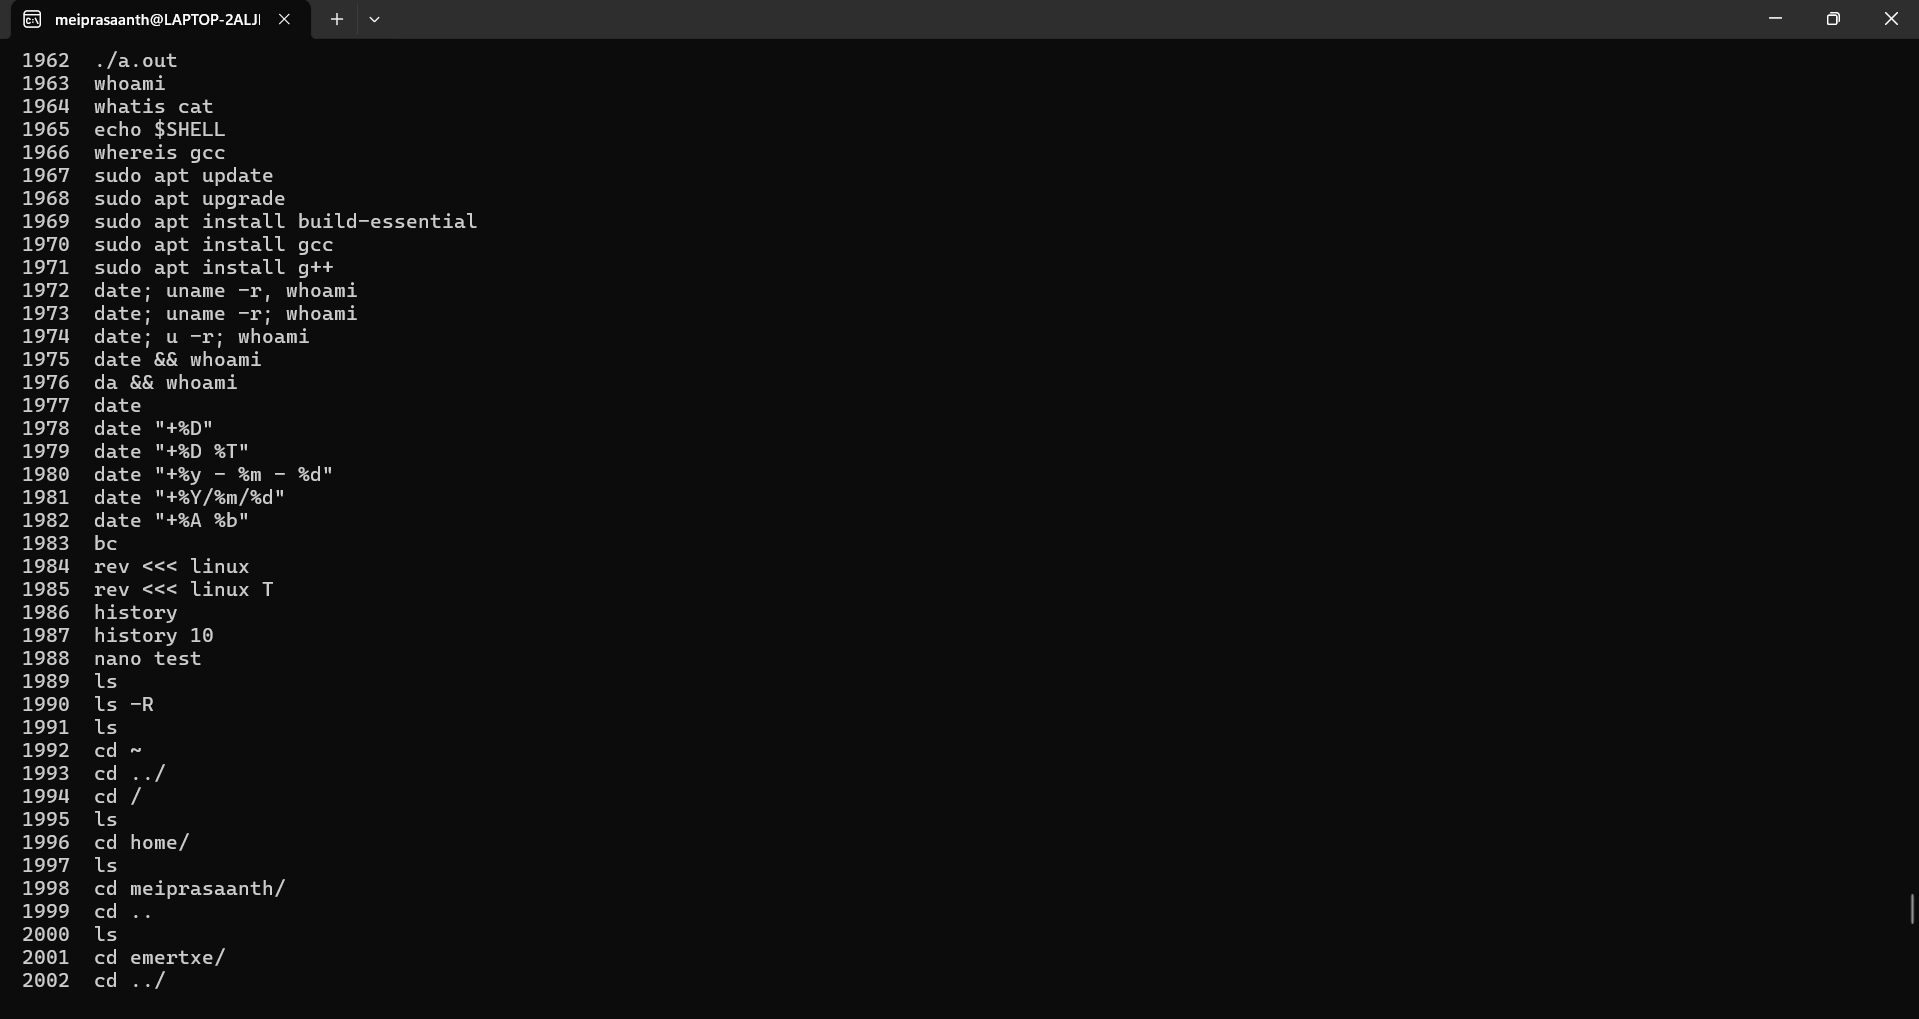 meiprasaanth@LAPTOP-2ALJI
1962 ./a.out
1963 whoami
1964 whatis cat
1965 echo $SHELL
1966 whereis gcc
1967 sudo apt update
1968 sudo apt upgrade
1969 sudo apt install build-essential
1970 sudo apt install gcc
1971 sudo apt install g++
1972 date; uname -r, whoami
1973 date; uname -r; whoami
1974 date; u -r; whoami
1975 date && whoami
1976 da && whoami
1977 date
1978 date "+%D"
1979 date "+%D %T"
1980 date "+%y - %m - %d"
1981 date "+%Y/%m/%d"
1982 date "+%A %b"
1983 bc
1984 rev <<< linux
1985 rev <<< linux T
1986 history
1987 history 10
1988 nano test
1989 ls
1990 ls -R
1991 ls
1992 cd ~
1993 cd ../
1994 cd /
1995 ls
1996 cd home/
1997 ls
1998 cd meiprasaanth/
1999 cd ..
2000 ls
2001 cd emertxe/
2002 cd ../